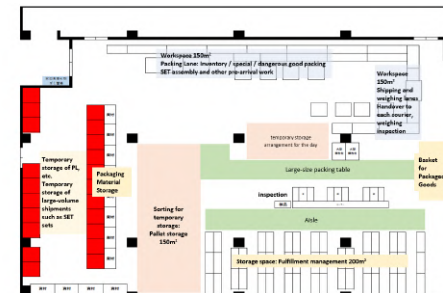 Workspace 150m²
Packing Lane: Inventory / special / dangerous good packing
SET assembly and other pre-arrival work
Workspace
150m²
Shipping and
weighing lanes
Handover to
each courier,
weighing
inspection
temporary storage
arrangement for the day
Large-size packing table
Basket
for
Packaged
Goods
Temporary
storage of PL,
etc.
Temporary
storage of
large-volume
shipments
such as SET
sets
Packaging
Material
Storage
Sorting for
temporary
storage:
Pallet storage
150m²
inspection
Aisle
Storage space: Fulfillment management 200m²